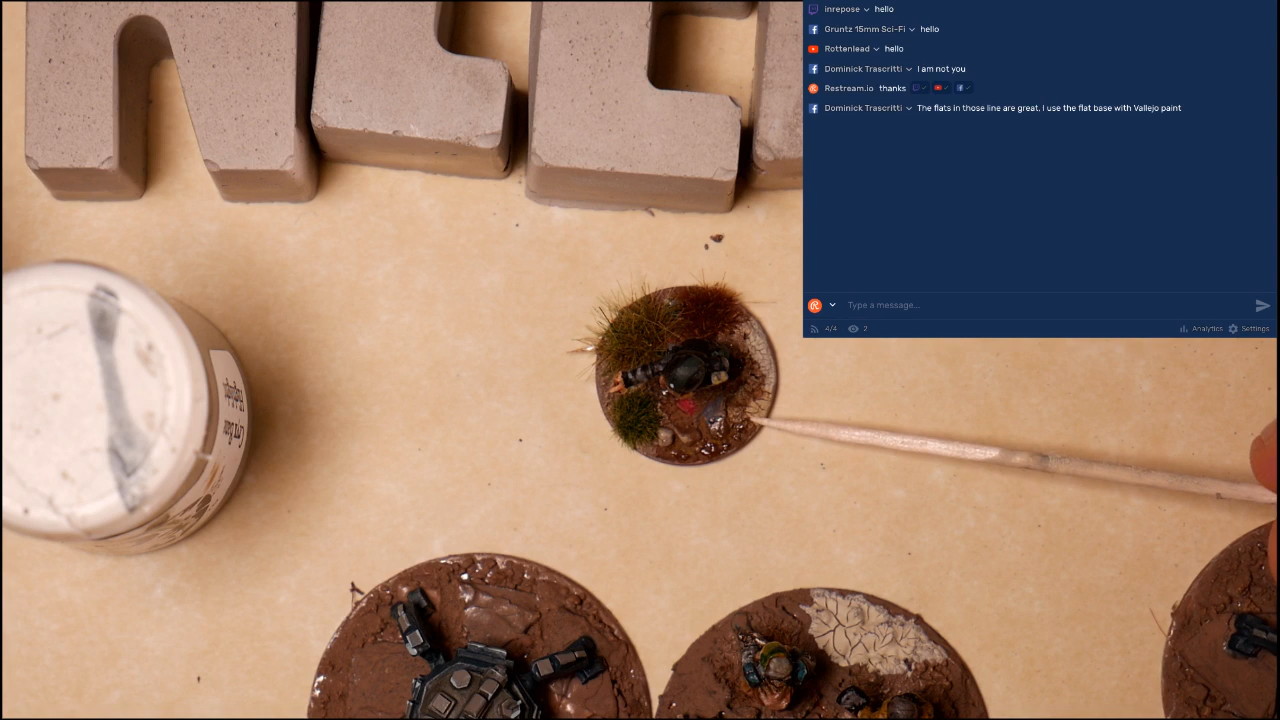 inrepose hello
Gruntz 15mm Sci-Fi hello
Rottenlead hello
Dominick Trascritti I am not you
Restream.io thanks
Dominick Trascritti The flats in those line are great. I use the flat base with Vallejo paint
Type a message...
4/4 2 Analytics Settings